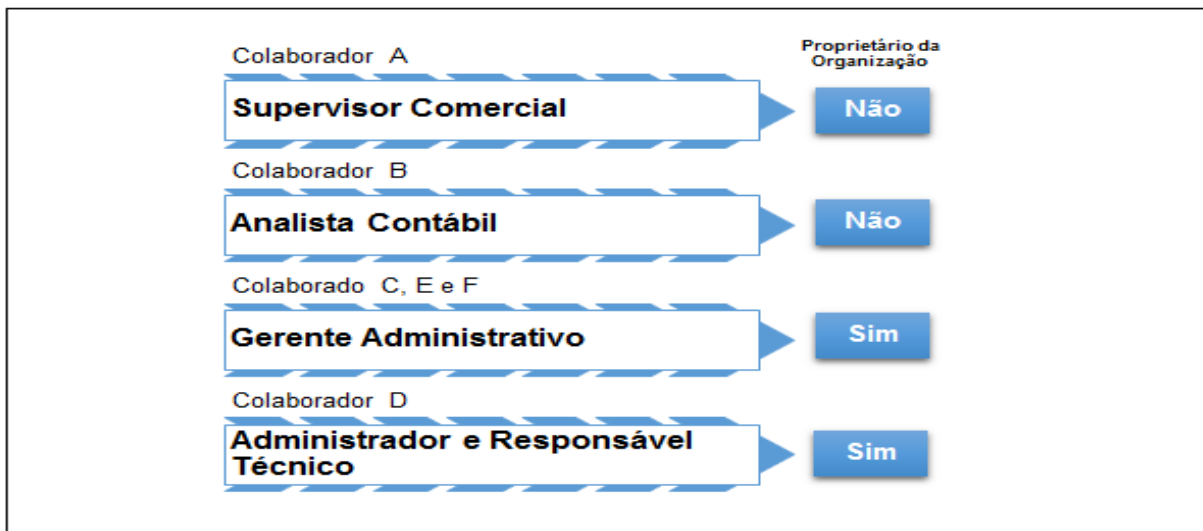 Colaborador A
Proprietário da
Organização
Supervisor Comercial
Não
Colaborador B
Analista Contábil
Não
Colaborado C, E e F
Gerente Administrativo
Sim
Colaborador D
Administrador e Responsável
Técnico
Sim